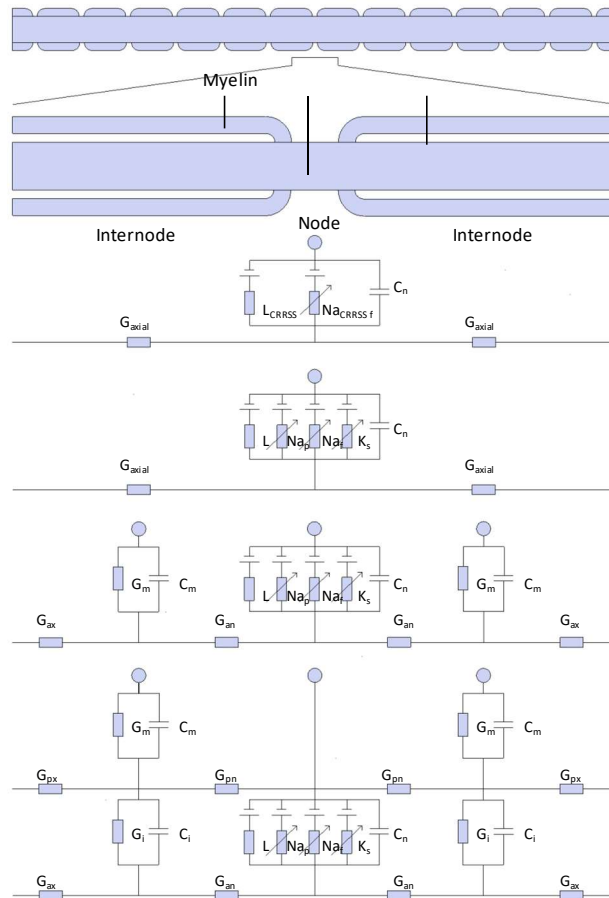 Myelin
Internode Node Internode
L_CRRSS Na_CRRSS f C_n
G_axial G_axial
L Na_p Na_f K_s C_n
G_axial G_axial
G_m C_m L Na_p Na_f K_s C_n G_m C_m
G_ax G_an G_an G_ax
G_m C_m G_m C_m
G_px G_pn G_pn G_px
G_i C_i L Na_p Na_f K_s C_n G_i C_i
G_ax G_an G_an G_ax